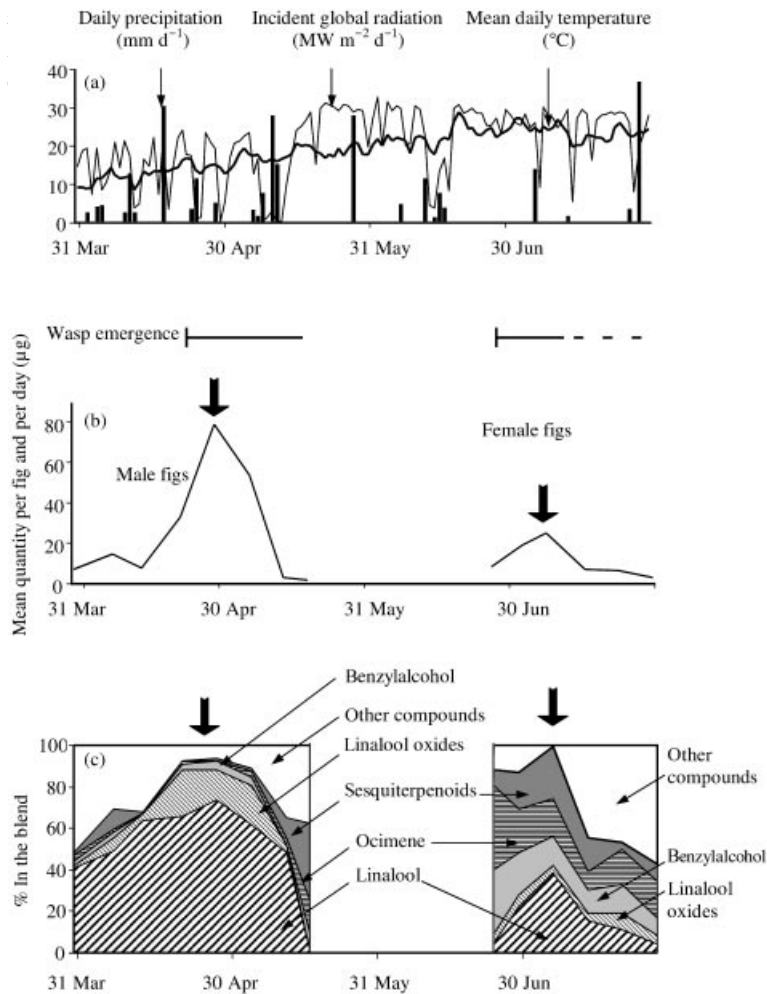 Daily precipitation
(mm d⁻¹)
Incident global radiation
(MW m⁻² d⁻¹)
Mean daily temperature
(°C)
(a)
40
30
20
10
0
31 Mar 30 Apr 31 May 30 Jun
Wasp emergence
Mean quantity per fig and per day (µg)
(b)
80
60
40
20
0
Male figs
Female figs
31 Mar 30 Apr 31 May 30 Jun
% In the blend
(c)
100
80
60
40
20
0
Benzylalcohol
Other compounds
Linalool oxides
Sesquiterpenoids
Ocimene
Linalool
Other
compounds
Benzylalcohol
Linalool
oxides
31 Mar 30 Apr 31 May 30 Jun